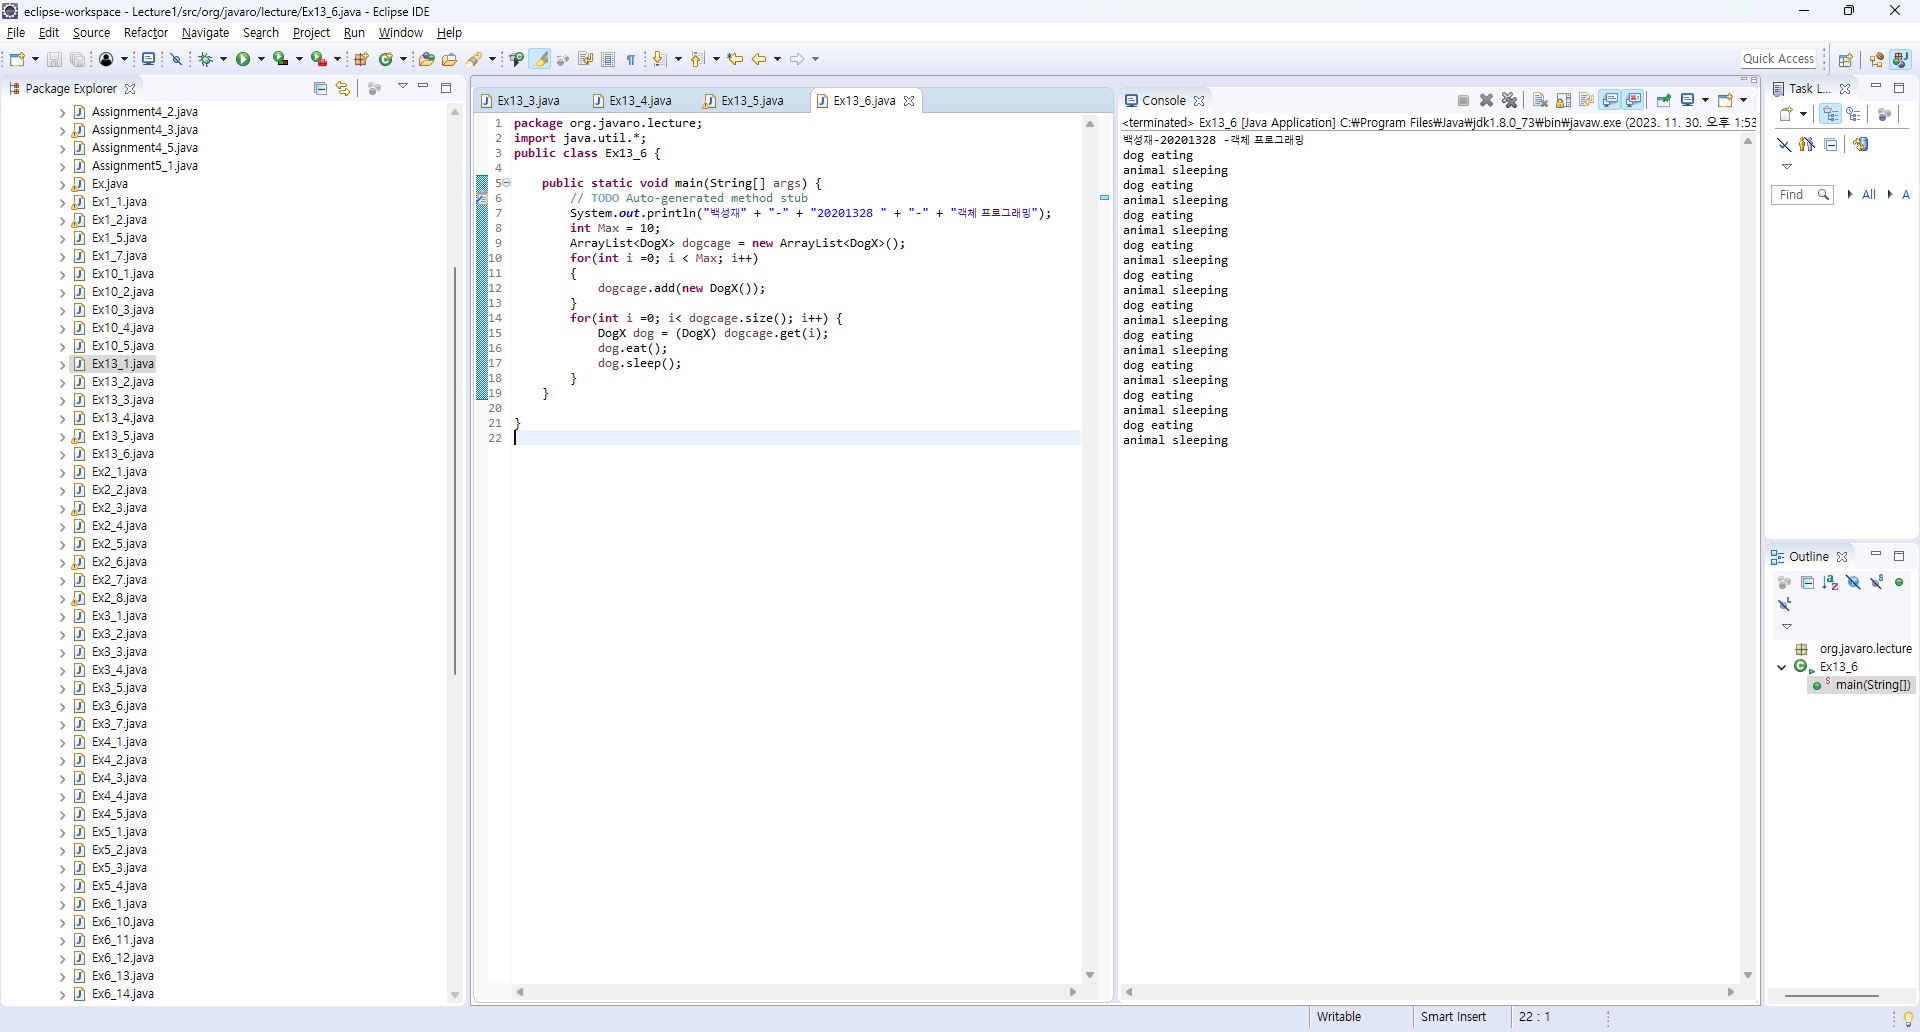 eclipse-workspace - Lecture1/src/org/javaro/lecture/Ex13_6.java - Eclipse IDE
File Edit Source Refactor Navigate Search Project Run Window Help
Quick Access
Package Explorer
Assignment4_2.java
Assignment4_3.java
Assignment4_5.java
Assignment5_1.java
Ex.java
Ex1_1.java
Ex1_2.java
Ex1_5.java
Ex1_7.java
Ex10_1.java
Ex10_2.java
Ex10_3.java
Ex10_4.java
Ex10_5.java
Ex13_1.java
Ex13_2.java
Ex13_3.java
Ex13_4.java
Ex13_5.java
Ex13_6.java
Ex2_1.java
Ex2_2.java
Ex2_3.java
Ex2_4.java
Ex2_5.java
Ex2_6.java
Ex2_7.java
Ex2_8.java
Ex3_1.java
Ex3_2.java
Ex3_3.java
Ex3_4.java
Ex3_5.java
Ex3_6.java
Ex3_7.java
Ex4_1.java
Ex4_2.java
Ex4_3.java
Ex4_4.java
Ex4_5.java
Ex5_1.java
Ex5_2.java
Ex5_3.java
Ex5_4.java
Ex6_1.java
Ex6_10.java
Ex6_11.java
Ex6_12.java
Ex6_13.java
Ex6_14.java
Ex13_3.java Ex13_4.java Ex13_5.java Ex13_6.java
1 package org.javaro.lecture;
2 import java.util.*;
3 public class Ex13_6 {
4
5 public static void main(String[] args) {
6 // TODO Auto-generated method stub
7 System.out.println("백성재" + "-" + "20201328 " + "-" + "객체 프로그래밍");
8 int Max = 10;
9 ArrayList<DogX> dogcage = new ArrayList<DogX>();
10 for(int i =0; i < Max; i++)
11 {
12 dogcage.add(new DogX());
13 }
14 for(int i =0; i< dogcage.size(); i++) {
15 DogX dog = (DogX) dogcage.get(i);
16 dog.eat();
17 dog.sleep();
18 }
19 }
20
21 }
22
Console
<terminated> Ex13_6 [Java Application] C:₩Program Files₩Java₩jdk1.8.0_73₩bin₩javaw.exe (2023. 11. 30. 오후 1:53
백성재-20201328 -객체 프로그래밍
dog eating
animal sleeping
dog eating
animal sleeping
dog eating
animal sleeping
dog eating
animal sleeping
dog eating
animal sleeping
dog eating
animal sleeping
dog eating
animal sleeping
dog eating
animal sleeping
dog eating
animal sleeping
dog eating
animal sleeping
Task L...
Find All A
Outline
org.javaro.lecture
Ex13_6
main(String[])
Writable Smart Insert 22 : 1